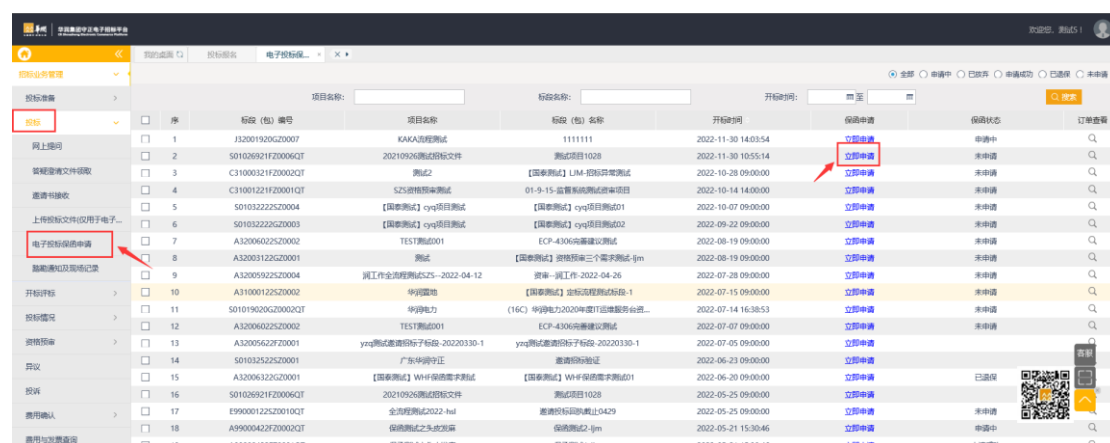 华润集团守正电子招标平台
欢迎您，测试5！
我的桌面 投标报名 电子投标保... × × ▸
招标业务管理
全部 申请中 已放弃 申请成功 已退保 未申请
投标准备
项目名称: 标段名称: 开标时间: 至 搜索
投标
序 标段（包）编号 项目名称 标段（包）名称 开标时间 保函申请 保函状态 订单查看
1 J32001920GZ0007 KAKA流程测试 1111111 2022-11-30 14:03:54 立即申请 申请中
网上提问
2 S01026921FZ0006QT 20210926测试招标文件 测试项目1028 2022-11-30 10:55:14 立即申请 未申请
答疑澄清文件领取
3 C31000321FZ0002QT 测试2 【国泰测试】LJM-招标异常测试 2022-10-28 09:00:00 立即申请 未申请
邀请书接收
4 C31001221FZ0001QT SZS资格预审测试 01-9-15-监督系统测试资审项目 2022-10-14 14:00:00 立即申请 未申请
5 S01032222SZ0004 【国泰测试】cyq项目测试 【国泰测试】cyq项目测试01 2022-10-07 09:00:00 立即申请 未申请
上传投标文件(仅用于电子...
6 S01032222GZ0003 【国泰测试】cyq项目测试 【国泰测试】cyq项目测试02 2022-09-22 09:00:00 立即申请 未申请
电子投标保函申请
7 A32006022SZ0002 TEST测试001 ECP-4306完善建议测试 2022-08-19 09:00:00 立即申请 未申请
8 A32003122GZ0001 测试 【国泰测试】资格预审三个需求测试-ljm 2022-08-19 09:00:00 立即申请 未申请
踏勘通知及现场记录
9 A32005922SZ0004 润工作全流程测试SZS--2022-04-12 资审--润工作-2022-04-26 2022-07-28 09:00:00 立即申请 未申请
开标评标
10 A31000122SZ0002 华润置地 【国泰测试】定标流程测试标段-1 2022-07-15 09:00:00 立即申请 未申请
投标情况
11 S01019020GZ0002QT 华润电力 (16C) 华润电力2020年度IT运维服务台资... 2022-07-14 16:38:53 立即申请 未申请
12 A32006022SZ0002 TEST测试001 ECP-4306完善建议测试 2022-07-07 09:00:00 立即申请 未申请
资格预审
13 A32005622FZ0001 yzq测试邀请招标子标段-20220330-1 yzq测试邀请招标子标段-20220330-1 2022-07-05 09:00:00 立即申请
异议
14 S01032522SZ0001 广东华润守正 邀请招标验证 2022-06-23 09:00:00 立即申请
客服
15 A32006322GZ0001 【国泰测试】WHF保函需求测试 【国泰测试】WHF保函需求测试01 2022-06-20 09:00:00 立即申请 已退保
投诉
16 S01026921FZ0006QT 20210926测试招标文件 测试项目1028 2022-05-25 09:00:00 立即申请
费用确认
17 E99000122SZ0010QT 全流程测试2022-hsl 邀请投标回执截止0429 2022-05-25 09:00:00 立即申请 未申请
18 A99000422FZ0002QT 保函测试之头皮发麻 保函测试2-ljm 2022-05-21 15:30:46 立即申请 申请中
费用与发票查询